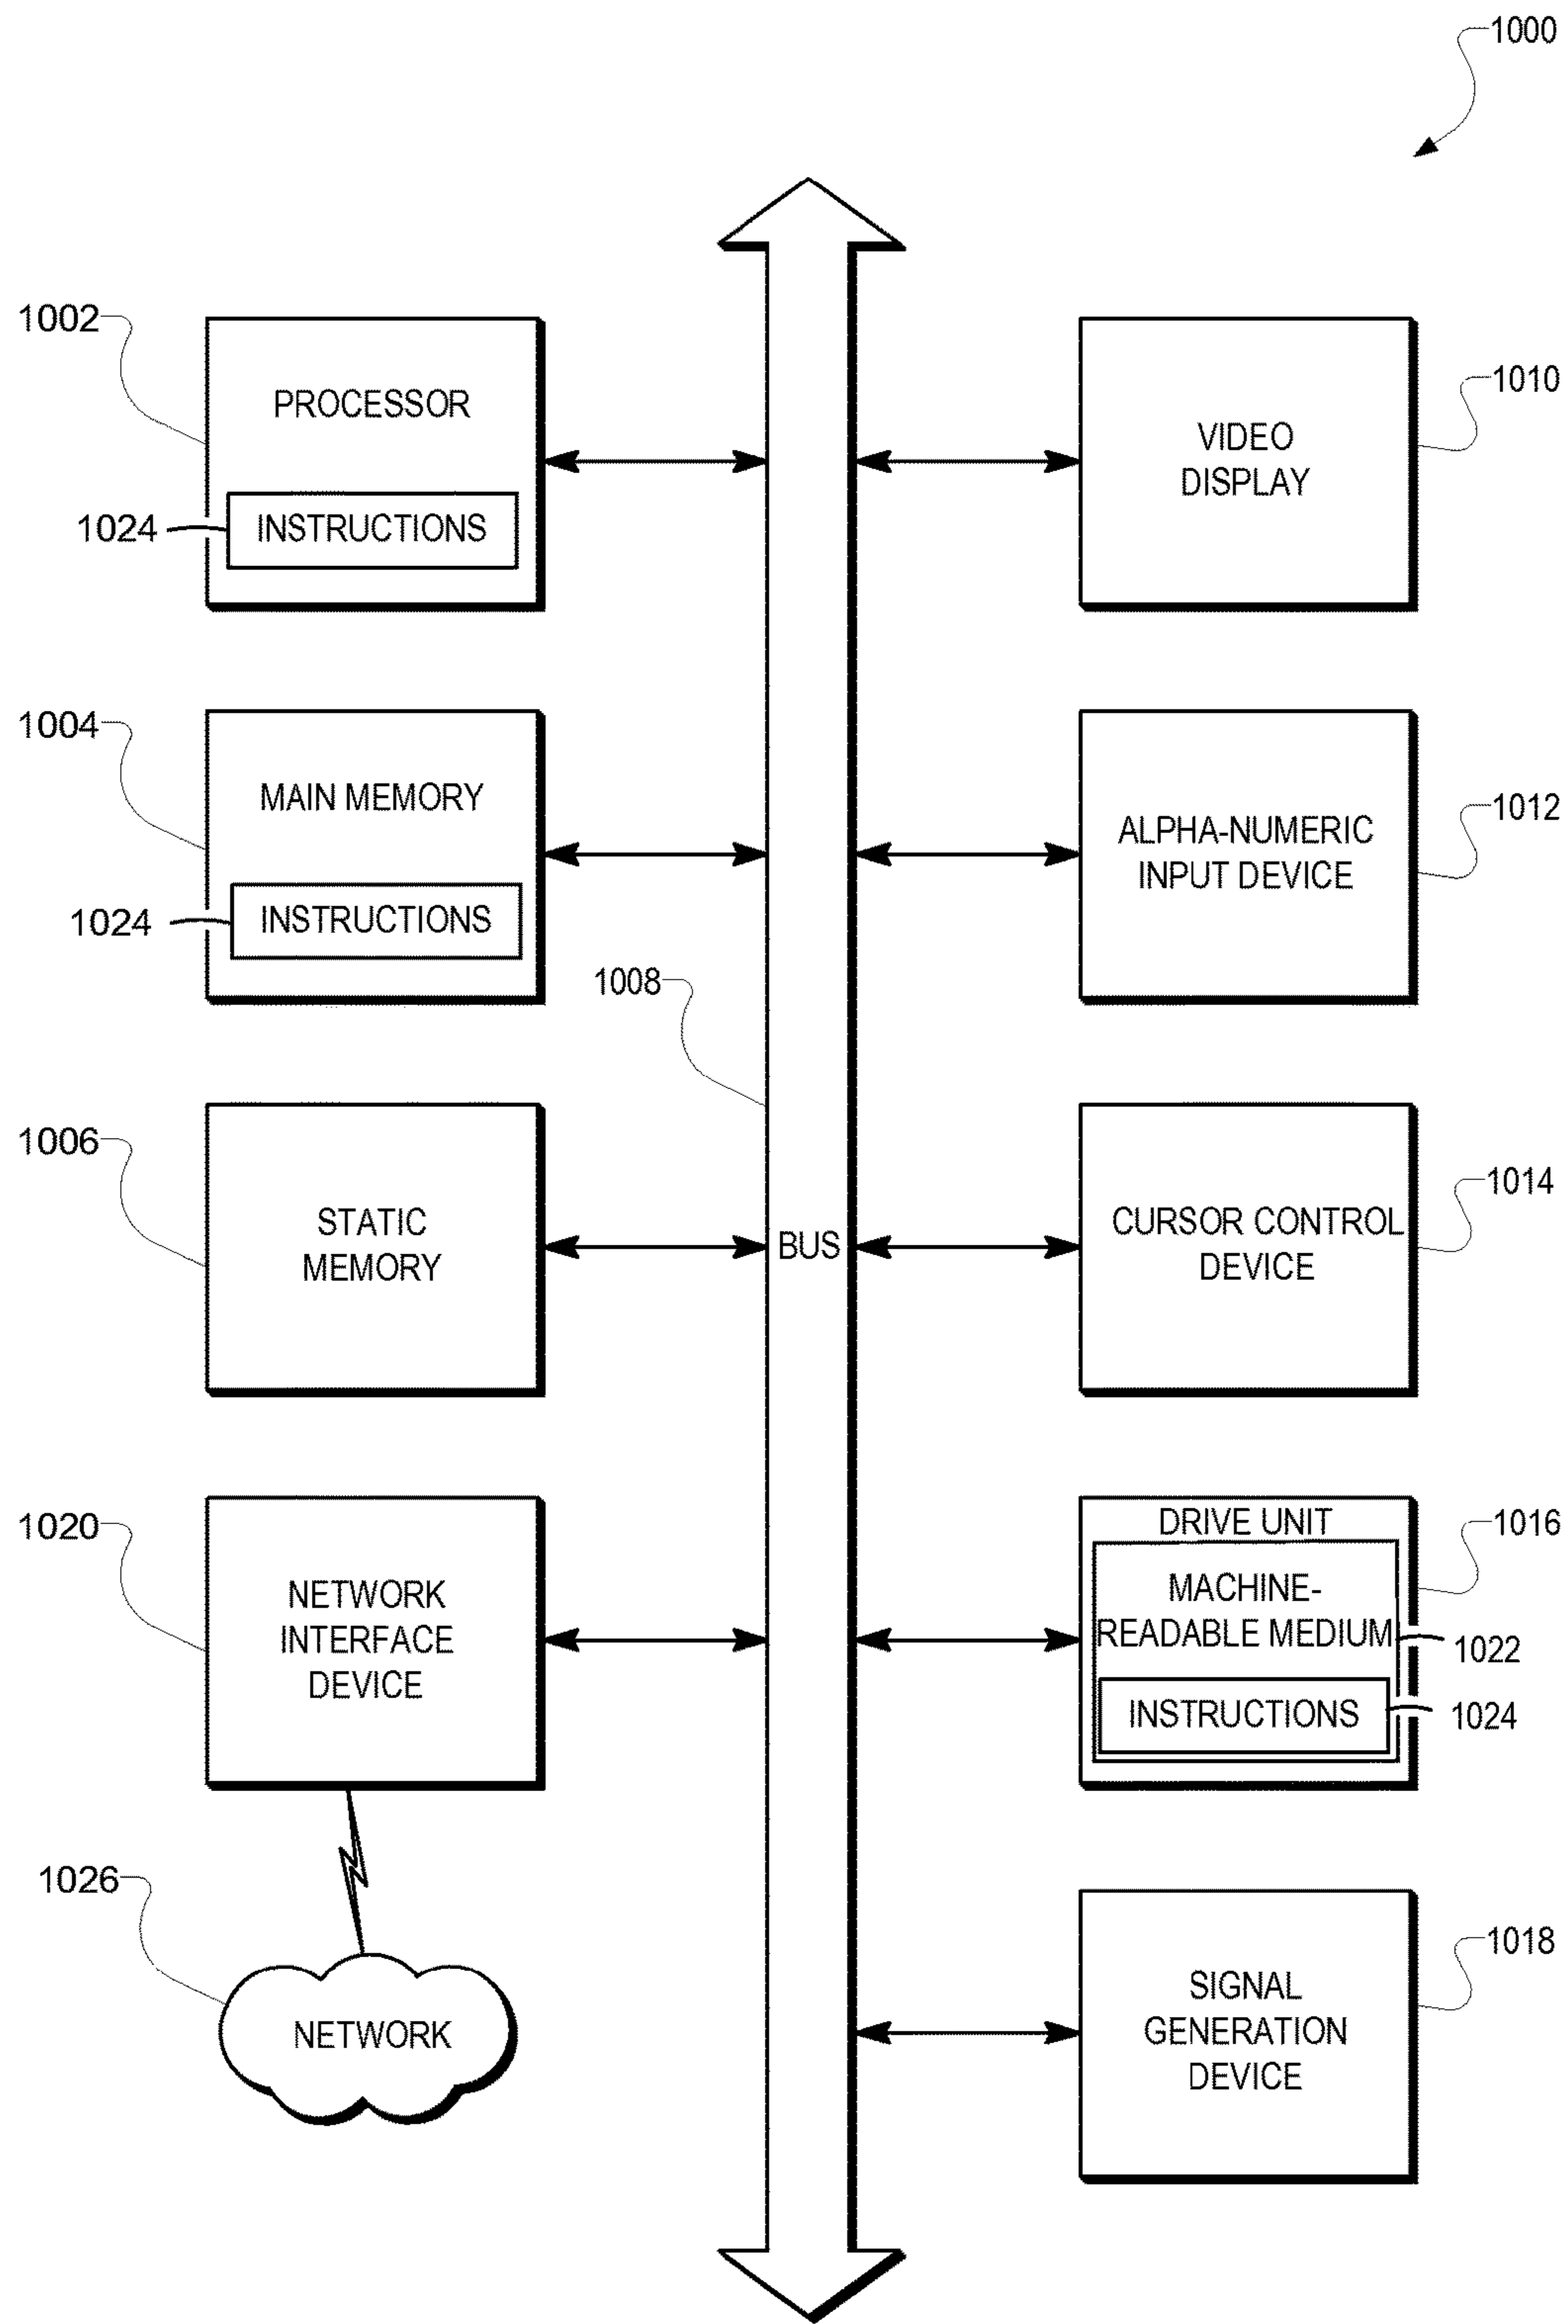 1000
1002
PROCESSOR
1024
INSTRUCTIONS
1010
VIDEO
DISPLAY
1004
MAIN MEMORY
1024
INSTRUCTIONS
1012
ALPHA-NUMERIC
INPUT DEVICE
1008
BUS
1006
STATIC
MEMORY
1014
CURSOR CONTROL
DEVICE
1020
NETWORK
INTERFACE
DEVICE
1016
DRIVE UNIT
MACHINE-
READABLE MEDIUM
1022
INSTRUCTIONS
1024
1026
NETWORK
1018
SIGNAL
GENERATION
DEVICE